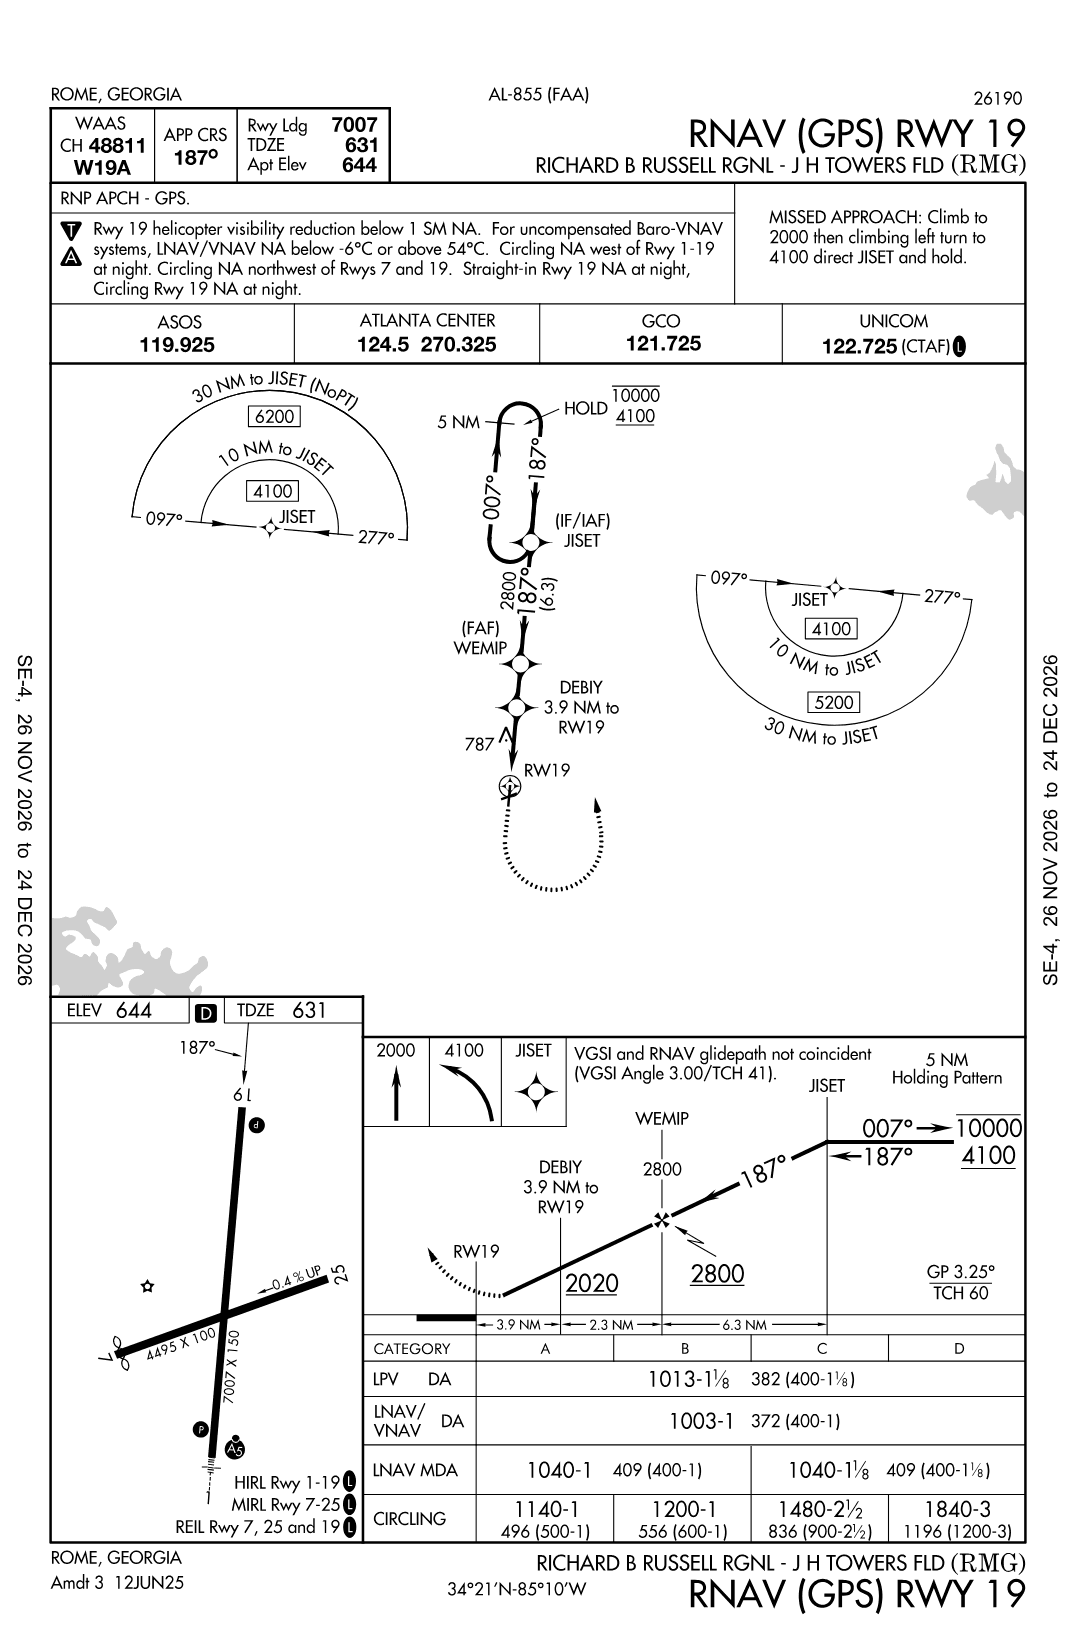 ROME, GEORGIA
AL-855 (FAA)
26190
WAAS
CH 48811
W19A
APP CRS
187°
Rwy Ldg 7007
TDZE 631
Apt Elev 644
RNAV (GPS) RWY 19
RICHARD B RUSSELL RGNL - J H TOWERS FLD (RMG)
RNP APCH - GPS.
T
A
Rwy 19 helicopter visibility reduction below 1 SM NA. For uncompensated Baro-VNAV
systems, LNAV/VNAV NA below -6°C or above 54°C. Circling NA west of Rwy 1-19
at night. Circling NA northwest of Rwys 7 and 19. Straight-in Rwy 19 NA at night,
Circling Rwy 19 NA at night.
MISSED APPROACH: Climb to
2000 then climbing left turn to
4100 direct JISET and hold.
ASOS
119.925
ATLANTA CENTER
124.5 270.325
GCO
121.725
UNICOM
122.725 (CTAF) L
30 NM to JISET (NoPT)
6200
10 NM to JISET
4100
JISET
097°
277°
5 NM
HOLD
10000
4100
187°
007°
(IF/IAF)
JISET
2800
187°
(6.3)
(FAF)
WEMIP
DEBIY
3.9 NM to
RW19
787
RW19
097°
277°
JISET
4100
10 NM to JISET
5200
30 NM to JISET
SE-4, 26 NOV 2026 to 24 DEC 2026
SE-4, 26 NOV 2026 to 24 DEC 2026
ELEV 644
D
TDZE 631
187°
19
P
0.4% UP
25
7
4495 X 100
7007 X 150
P
A5
HIRL Rwy 1-19 L
MIRL Rwy 7-25 L
REIL Rwy 7, 25 and 19 L
2000
4100
JISET
VGSI and RNAV glidepath not coincident
(VGSI Angle 3.00/TCH 41).
5 NM
Holding Pattern
JISET
WEMIP
007°
10000
187°
4100
2800
187°
DEBIY
3.9 NM to
RW19
RW19
2020
2800
GP 3.25°
TCH 60
3.9 NM
2.3 NM
6.3 NM
CATEGORY A B C D
LPV DA 1013-1⅛ 382 (400-1⅛)
LNAV/
VNAV DA 1003-1 372 (400-1)
LNAV MDA 1040-1 409 (400-1) 1040-1⅛ 409 (400-1⅛)
CIRCLING 1140-1 1200-1 1480-2½ 1840-3
496 (500-1) 556 (600-1) 836 (900-2½) 1196 (1200-3)
ROME, GEORGIA
Amdt 3 12JUN25
34°21'N-85°10'W
RICHARD B RUSSELL RGNL - J H TOWERS FLD (RMG)
RNAV (GPS) RWY 19